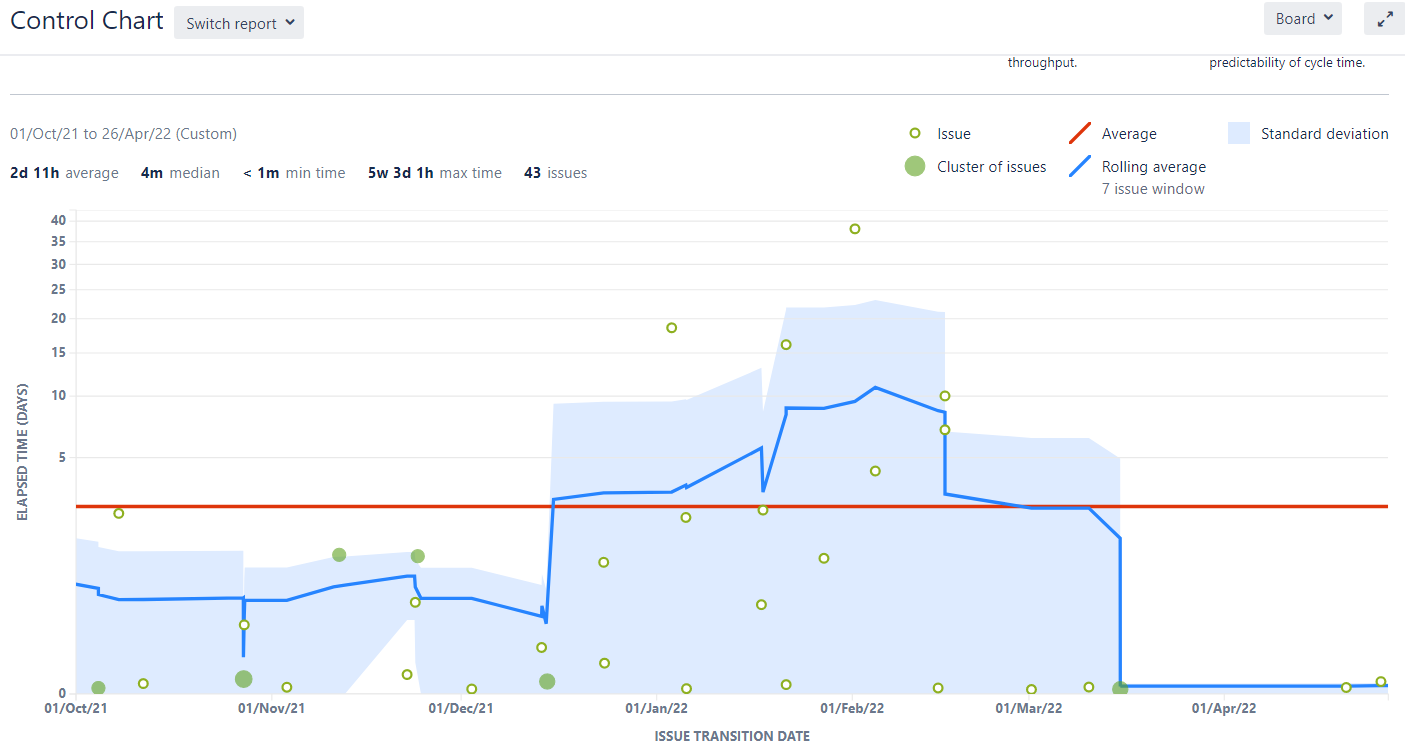 Control Chart
Switch report
Board
throughput.
predictability of cycle time.
01/Oct/21 to 26/Apr/22 (Custom)
Issue
Average
Standard deviation
2d 11h average 4m median < 1m min time 5w 3d 1h max time 43 issues
Cluster of issues
Rolling average
7 issue window
40
35
30
25
20
15
10
5
0
ELAPSED TIME (DAYS)
01/Oct/21 01/Nov/21 01/Dec/21 01/Jan/22 01/Feb/22 01/Mar/22 01/Apr/22
ISSUE TRANSITION DATE